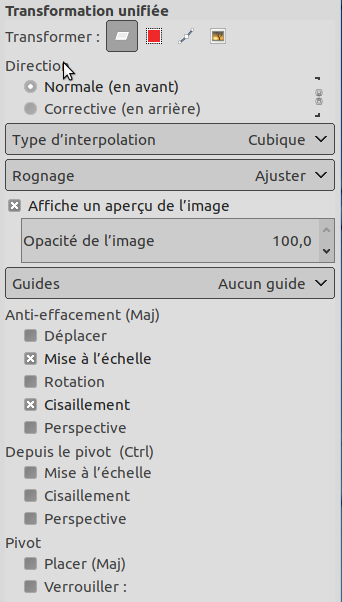 Transformation unifiée
Transformer :
Direction
Normale (en avant)
Corrective (en arrière)
Type d’interpolation Cubique
Rognage Ajuster
Affiche un aperçu de l’image
Opacité de l’image 100,0
Guides Aucun guide
Anti-effacement (Maj)
Déplacer
Mise à l’échelle
Rotation
Cisaillement
Perspective
Depuis le pivot (Ctrl)
Mise à l’échelle
Cisaillement
Perspective
Pivot
Placer (Maj)
Verrouiller :